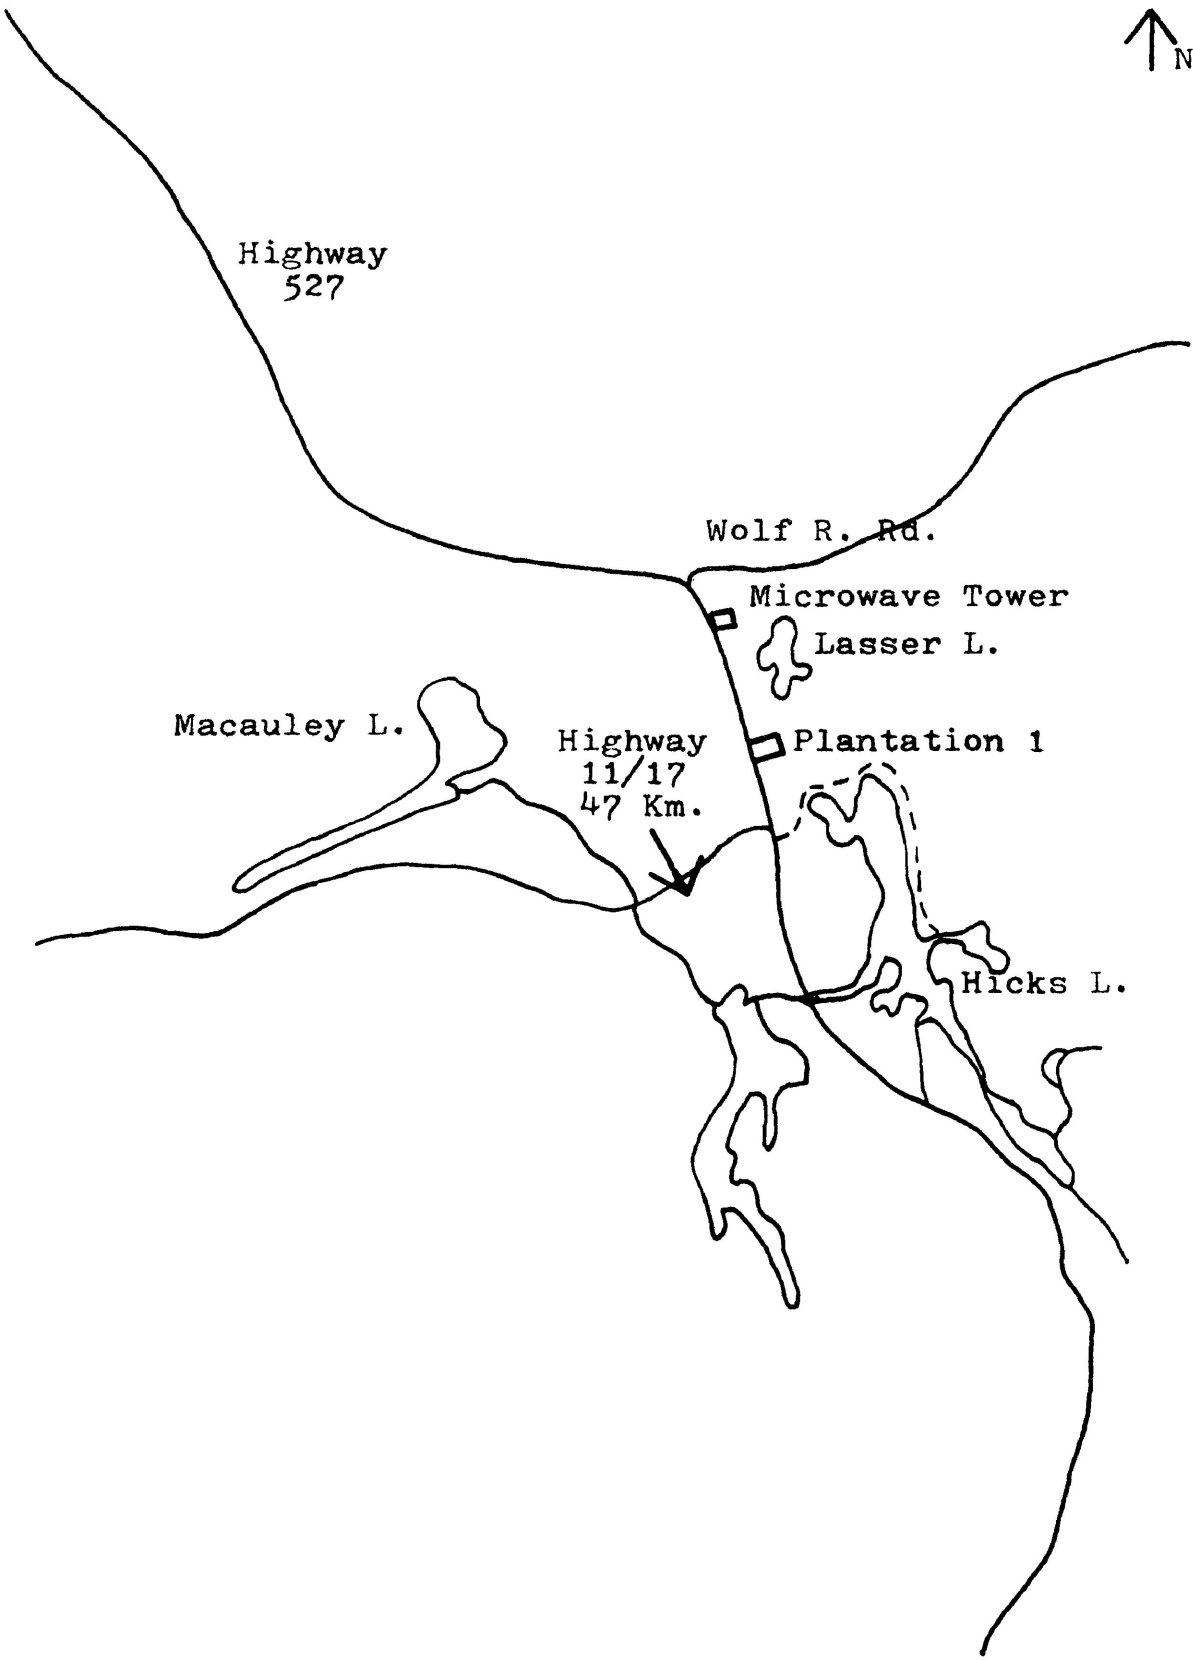 N
Highway
527
Wolf R. Rd.
Microwave Tower
Lasser L.
Macauley L.
Highway
11/17
47 Km.
Plantation 1
Hicks L.